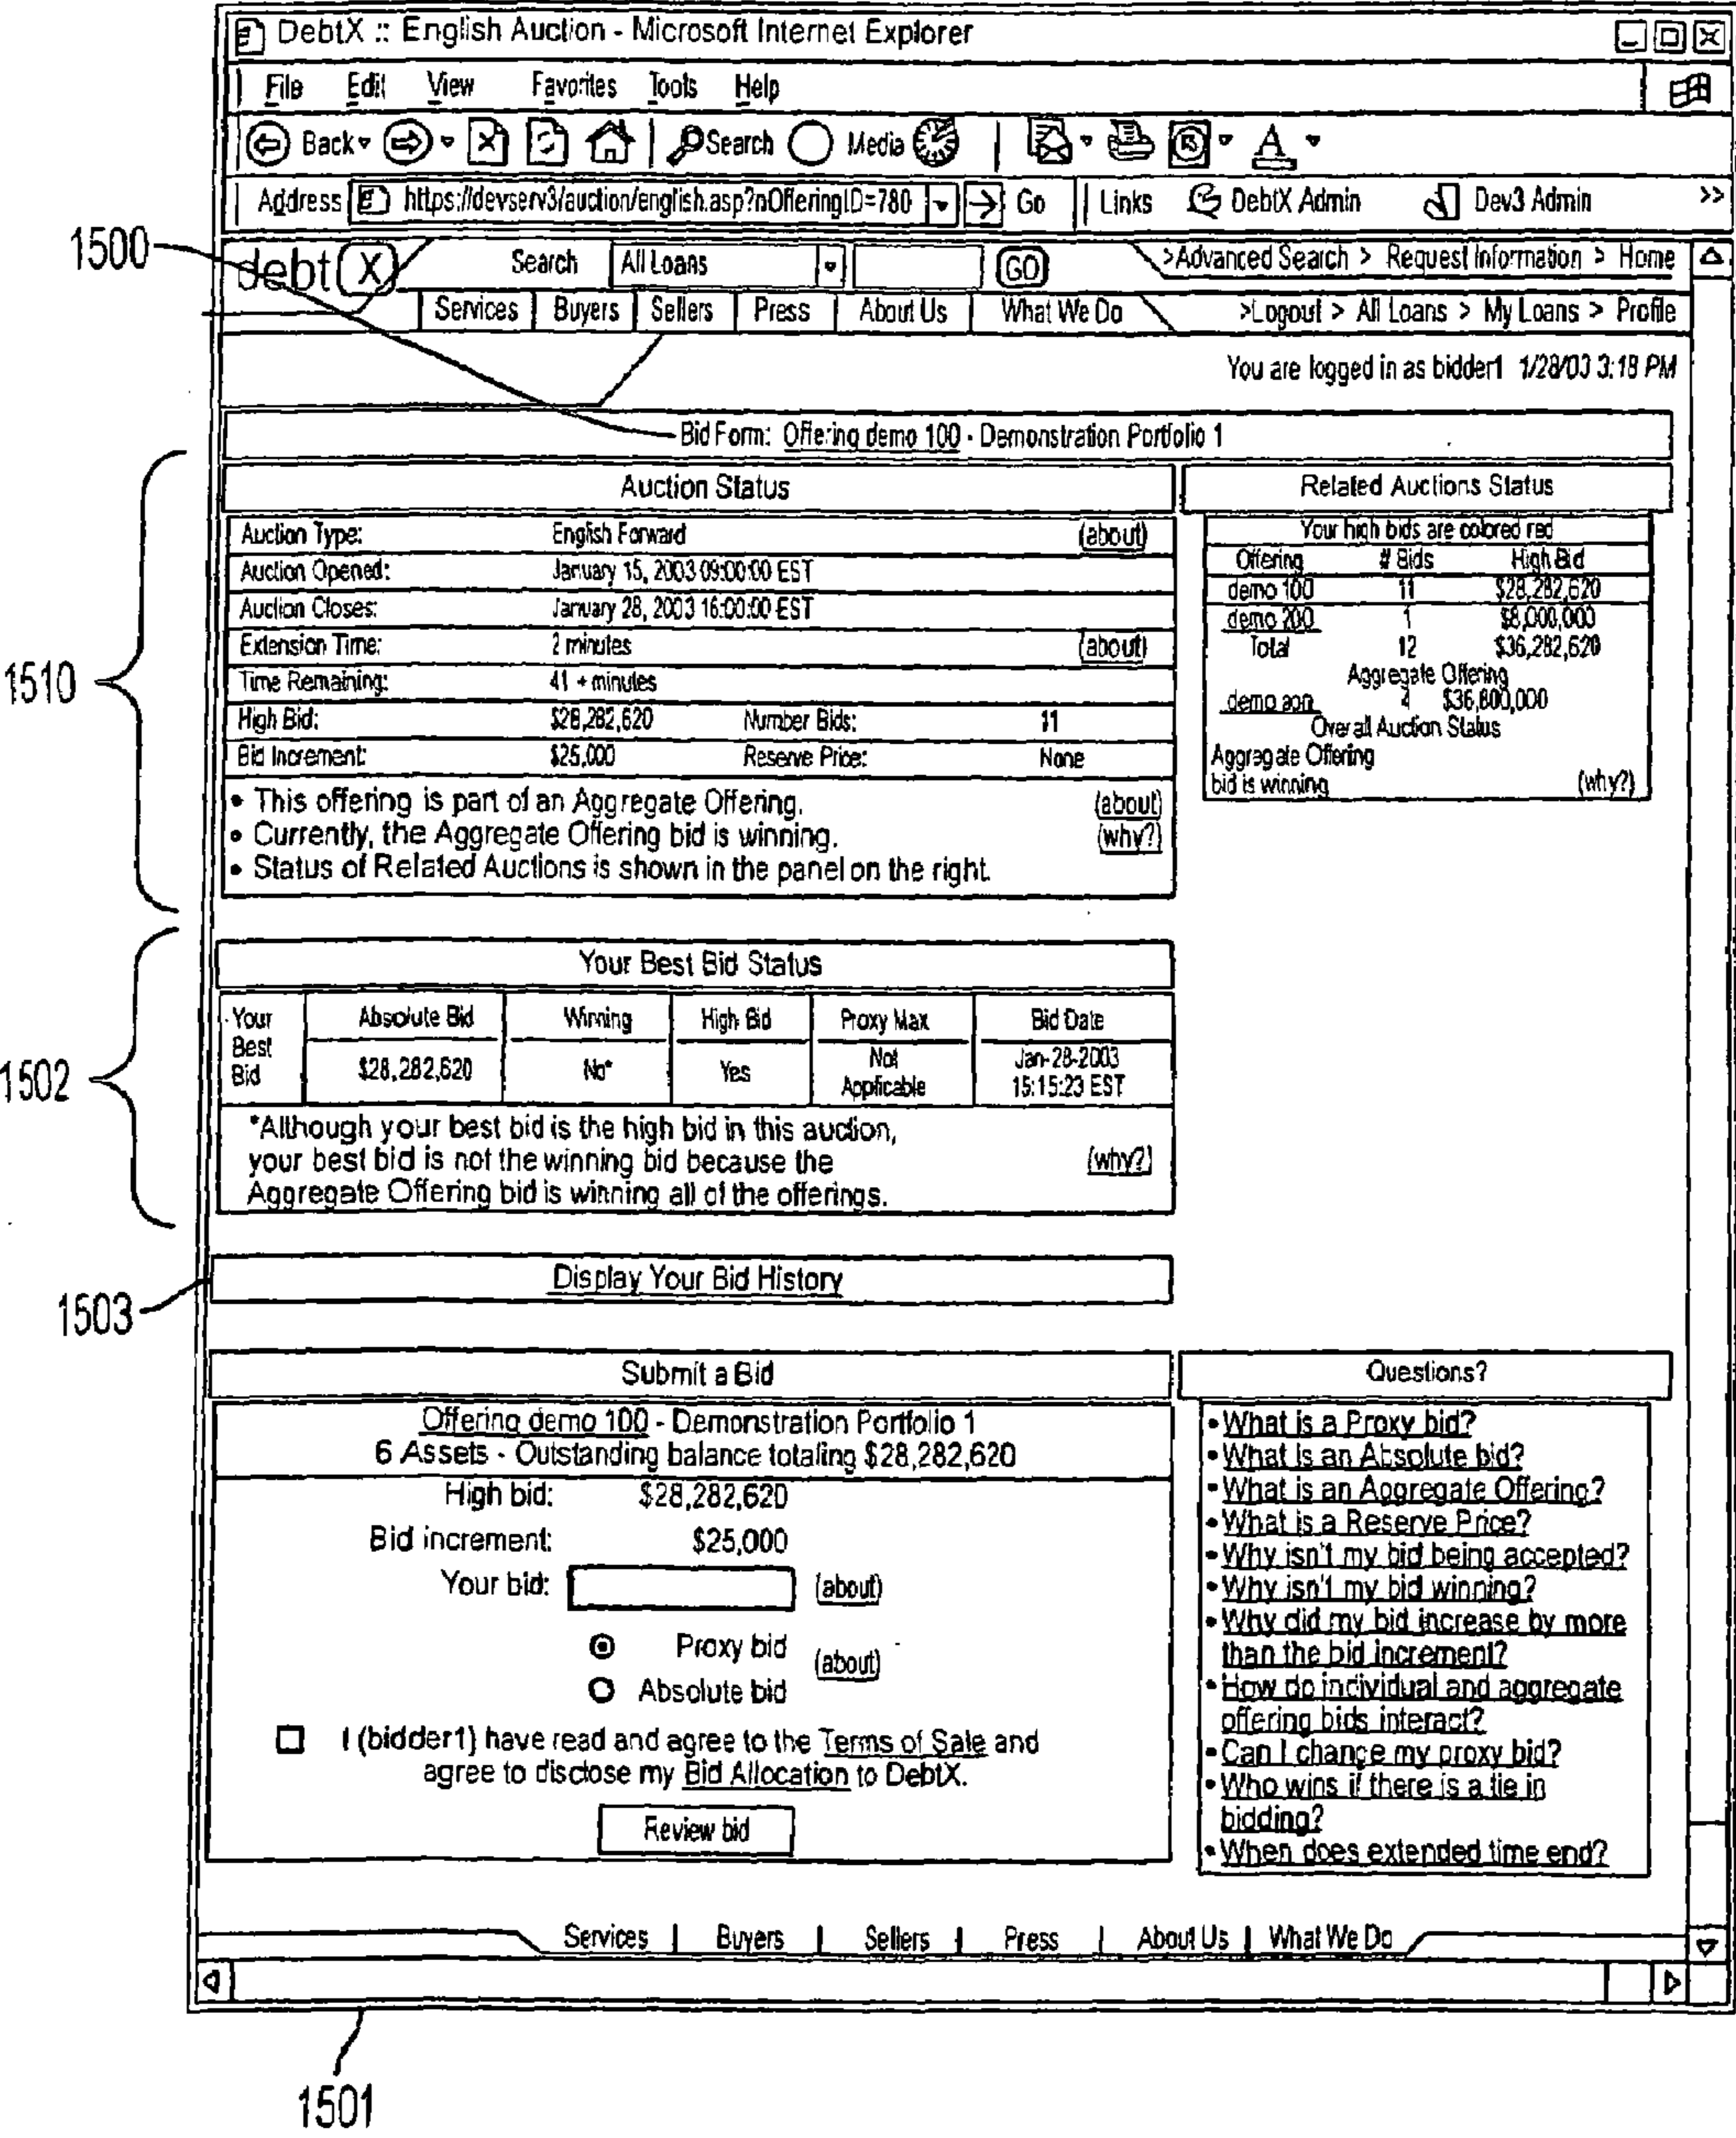 DebtX :: English Auction - Microsoft Internet Explorer
File Edit View Favorites Tools Help
Back Search Media
Address https://devserv3/auction/english.asp?nOfferingID=780 Go Links DebtX Admin Dev3 Admin >>
1500
debt X Search All Loans GO >Advanced Search > Request Information > Home
Services Buyers Sellers Press About Us What We Do >Logout > All Loans > My Loans > Profile
You are logged in as bidder1 1/28/03 3:18 PM
Bid Form: Offering demo 100 - Demonstration Portfolio 1
1510
Auction Status
Auction Type: English Forward (about)
Auction Opened: January 15, 2003 09:00:00 EST
Auction Closes: January 28, 2003 16:00:00 EST
Extension Time: 2 minutes (about)
Time Remaining: 41 + minutes
High Bid: $28,282,620 Number Bids: 11
Bid Increment: $25,000 Reserve Price: None
• This offering is part of an Aggregate Offering. (about)
• Currently, the Aggregate Offering bid is winning. (why?)
• Status of Related Auctions is shown in the panel on the right.
Related Auctions Status
Your high bids are colored red
Offering # Bids High Bid
demo 100 11 $28,282,620
demo 200 1 $8,000,000
Total 12 $36,282,620
Aggregate Offering
demo agg 4 $36,800,000
Overall Auction Status
Aggregate Offering
bid is winning (why?)
1502
Your Best Bid Status
Your Best Bid Absolute Bid Winning High Bid Proxy Max Bid Date
$28,282,620 No* Yes Not Applicable Jan-28-2003 15:15:23 EST
*Although your best bid is the high bid in this auction,
your best bid is not the winning bid because the (why?)
Aggregate Offering bid is winning all of the offerings.
1503
Display Your Bid History
Submit a Bid
Offering demo 100 - Demonstration Portfolio 1
6 Assets - Outstanding balance totaling $28,282,620
High bid: $28,282,620
Bid increment: $25,000
Your bid: (about)
Proxy bid (about)
Absolute bid
I (bidder1) have read and agree to the Terms of Sale and
agree to disclose my Bid Allocation to DebtX.
Review bid
Questions?
• What is a Proxy bid?
• What is an Absolute bid?
• What is an Aggregate Offering?
• What is a Reserve Price?
• Why isn't my bid being accepted?
• Why isn't my bid winning?
• Why did my bid increase by more
than the bid increment?
• How do individual and aggregate
offering bids interact?
• Can I change my proxy bid?
• Who wins if there is a tie in
bidding?
• When does extended time end?
Services | Buyers | Sellers | Press | About Us | What We Do
1501